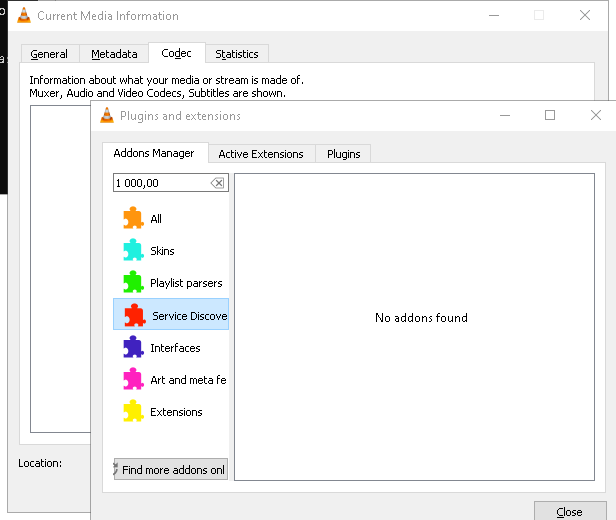 Current Media Information
General
Metadata
Codec
Statistics
Information about what your media or stream is made of.
Muxer, Audio and Video Codecs, Subtitles are shown.
Plugins and extensions
Addons Manager
Active Extensions
Plugins
1 000,00
All
Skins
Playlist parsers
Service Discove
Interfaces
Art and meta fe
Extensions
No addons found
Location:
Find more addons onl
Close